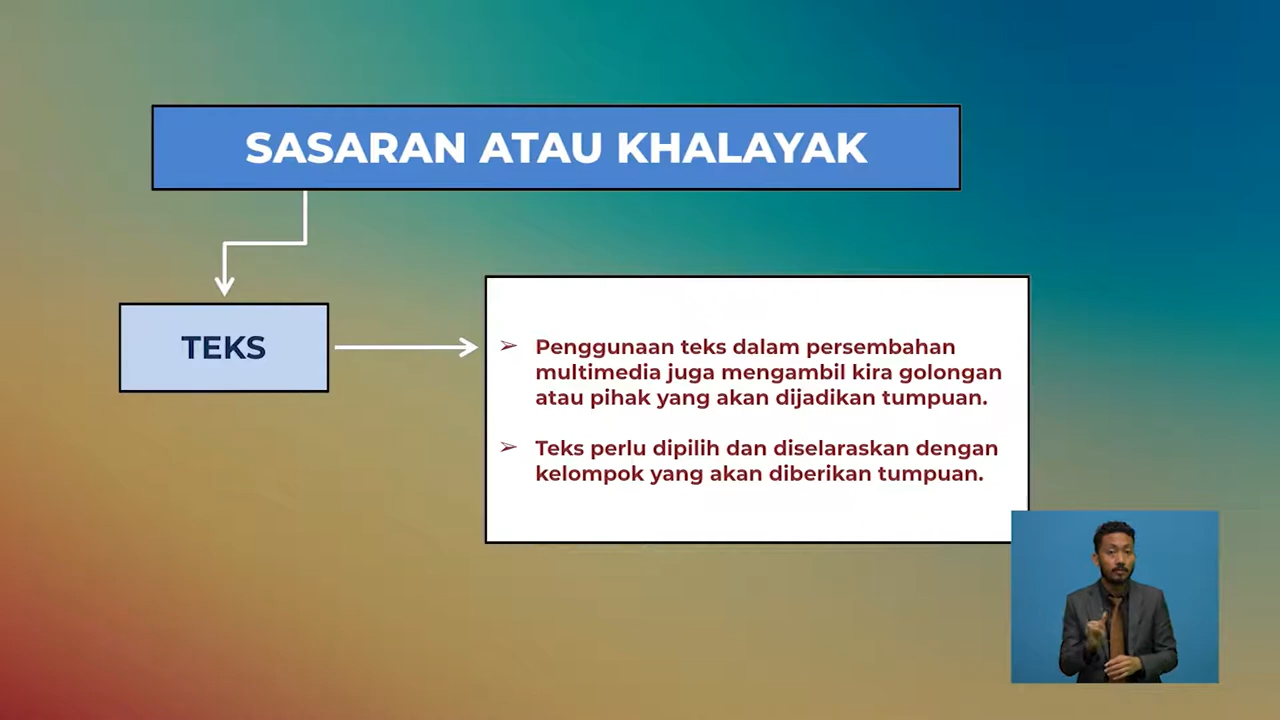 SASARAN ATAU KHALAYAK
TEKS
➢ Penggunaan teks dalam persembahan
multimedia juga mengambil kira golongan
atau pihak yang akan dijadikan tumpuan.
➢ Teks perlu dipilih dan diselaraskan dengan
kelompok yang akan diberikan tumpuan.